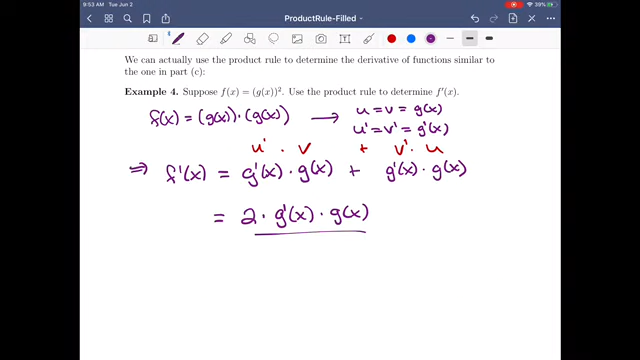 9:53 AM Tue Jun 2
39%
ProductRule-Filled
We can actually use the product rule to determine the derivative of functions similar to
the one in part (c):
Example 4. Suppose f(x) = (g(x))². Use the product rule to determine f′(x).
f(x) = (g(x))·(g(x)) → u = v = g(x)
u' = v' = g'(x)
u' · v + v' · u
⇒ f'(x) = g'(x) · g(x) + g'(x) · g(x)
= 2 · g'(x) · g(x)